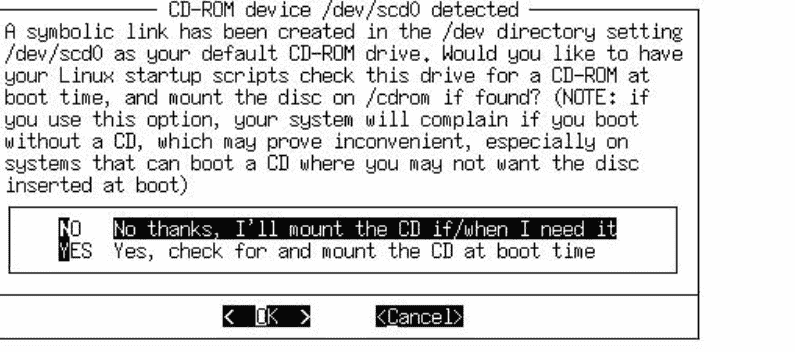 CD-ROM device /dev/scd0 detected
A symbolic link has been created in the /dev directory setting
/dev/scd0 as your default CD-ROM drive. Would you like to have
your Linux startup scripts check this drive for a CD-ROM at
boot time, and mount the disc on /cdrom if found? (NOTE: if
you use this option, your system will complain if you boot
without a CD, which may prove inconvenient, especially on
systems that can boot a CD where you may not want the disc
inserted at boot)
NO No thanks, I'll mount the CD if/when I need it
YES Yes, check for and mount the CD at boot time
< OK > <Cancel>